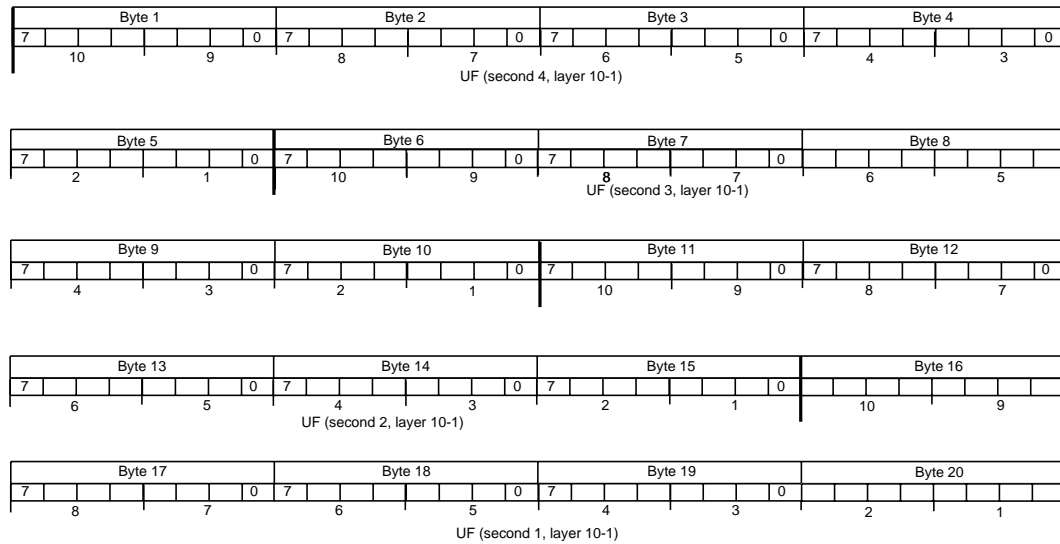 Byte 1 Byte 2 Byte 3 Byte 4
7 0 7 0 7 0 7 0
10 9 8 7 6 5 4 3
UF (second 4, layer 10-1)
Byte 5 Byte 6 Byte 7 Byte 8
7 0 7 0 7 0
2 1 10 9 8 7 6 5
UF (second 3, layer 10-1)
Byte 9 Byte 10 Byte 11 Byte 12
7 0 7 0 7 0 7 0
4 3 2 1 10 9 8 7
Byte 13 Byte 14 Byte 15 Byte 16
7 0 7 0 7 0
6 5 4 3 2 1 10 9
UF (second 2, layer 10-1)
Byte 17 Byte 18 Byte 19 Byte 20
7 0 7 0 7 0
8 7 6 5 4 3 2 1
UF (second 1, layer 10-1)